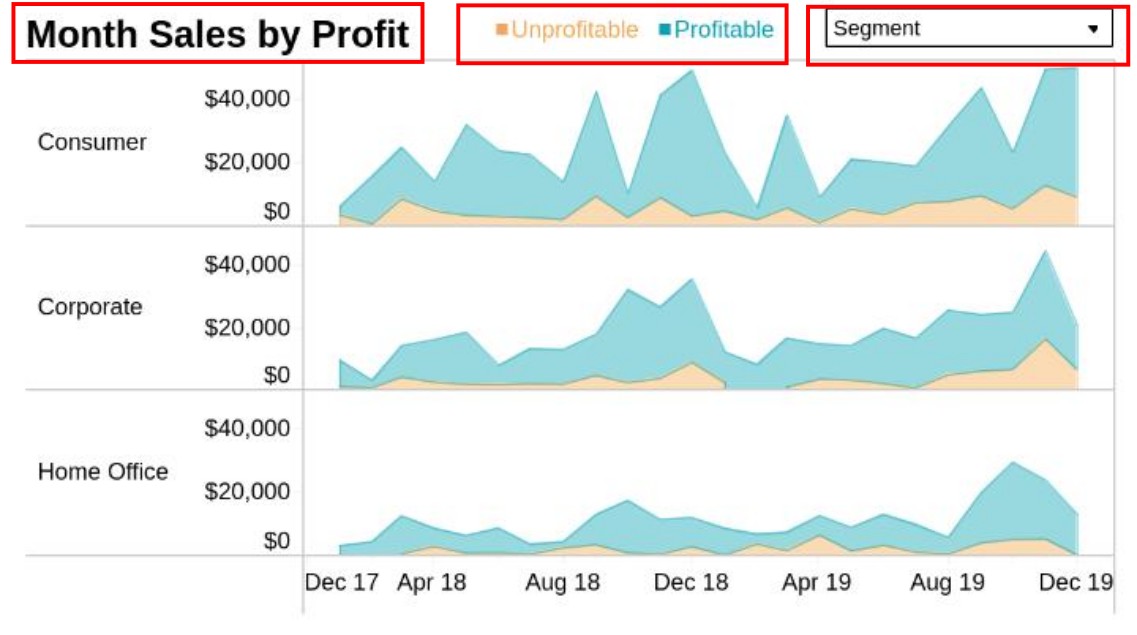 Month Sales by Profit
Unprofitable Profitable
Segment
Consumer
$40,000
$20,000
$0
Corporate
$40,000
$20,000
$0
Home Office
$40,000
$20,000
$0
Dec 17 Apr 18 Aug 18 Dec 18 Apr 19 Aug 19 Dec 19